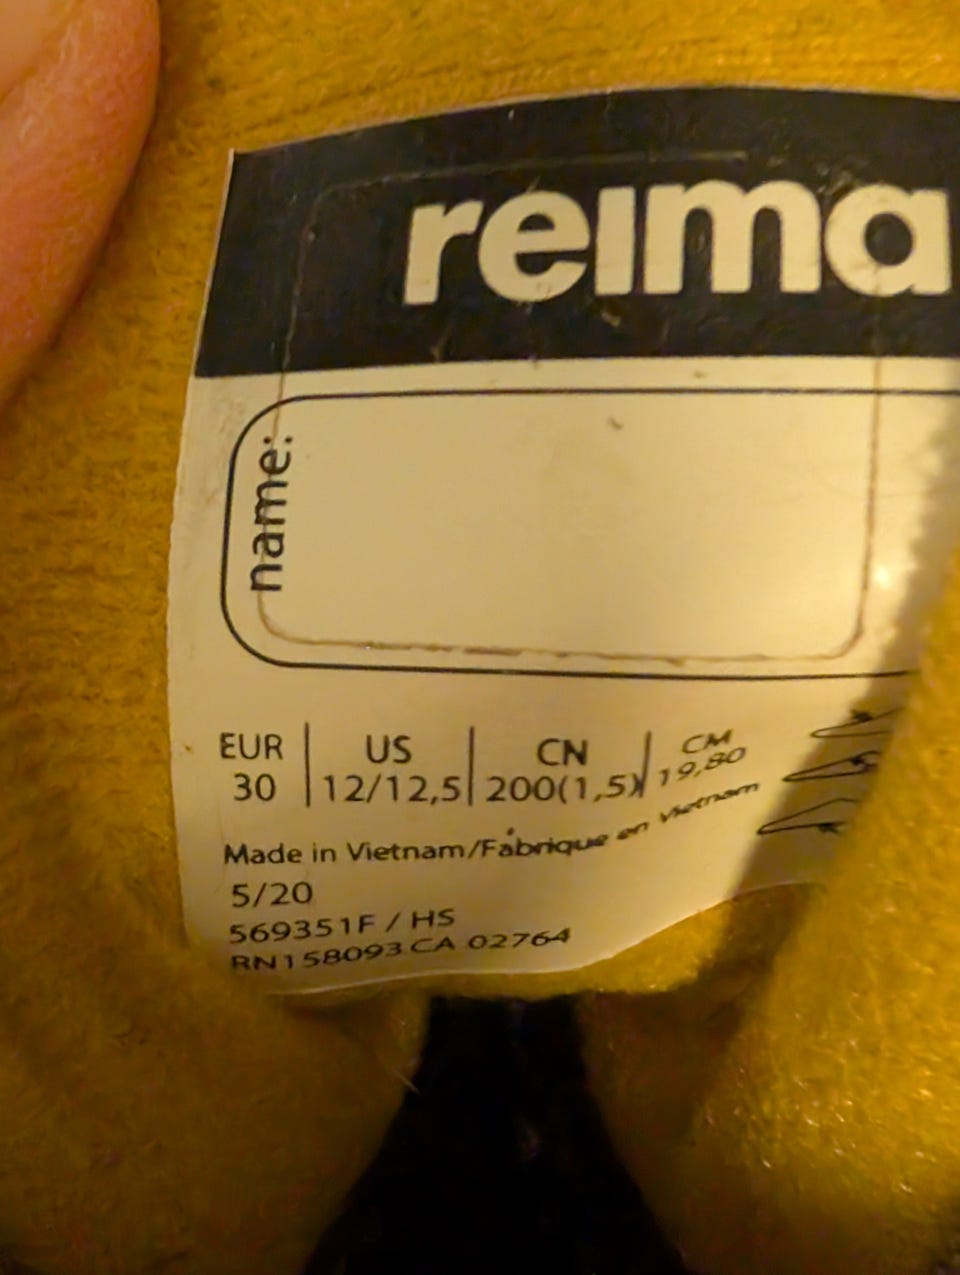 reima
name:
EUR US CN CM
30 12/12,5 200(1,5) 19,80
Made in Vietnam/Fabriqué en Vietnam
5/20
569351F / HS
RN158093 CA 02764